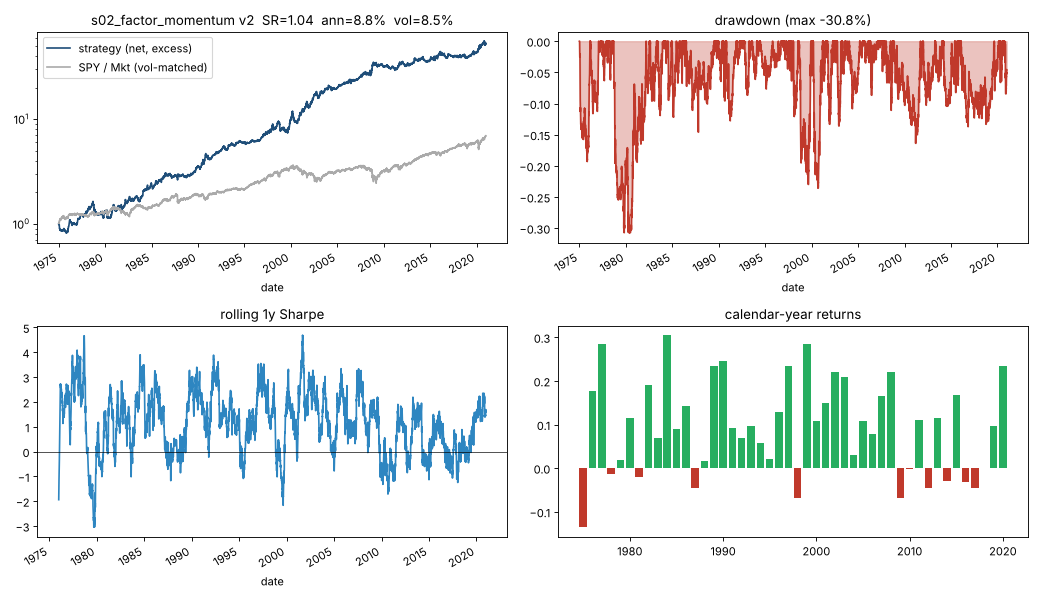 s02_factor_momentum v2 SR=1.04 ann=8.8% vol=8.5%
strategy (net, excess)
SPY / Mkt (vol-matched)
10¹
10⁰
1975 1980 1985 1990 1995 2000 2005 2010 2015 2020
date
drawdown (max -30.8%)
0.00
−0.05
−0.10
−0.15
−0.20
−0.25
−0.30
1975 1980 1985 1990 1995 2000 2005 2010 2015 2020
date
rolling 1y Sharpe
5
4
3
2
1
0
−1
−2
−3
1975 1980 1985 1990 1995 2000 2005 2010 2015 2020
date
calendar-year returns
0.3
0.2
0.1
0.0
−0.1
1980 1990 2000 2010 2020